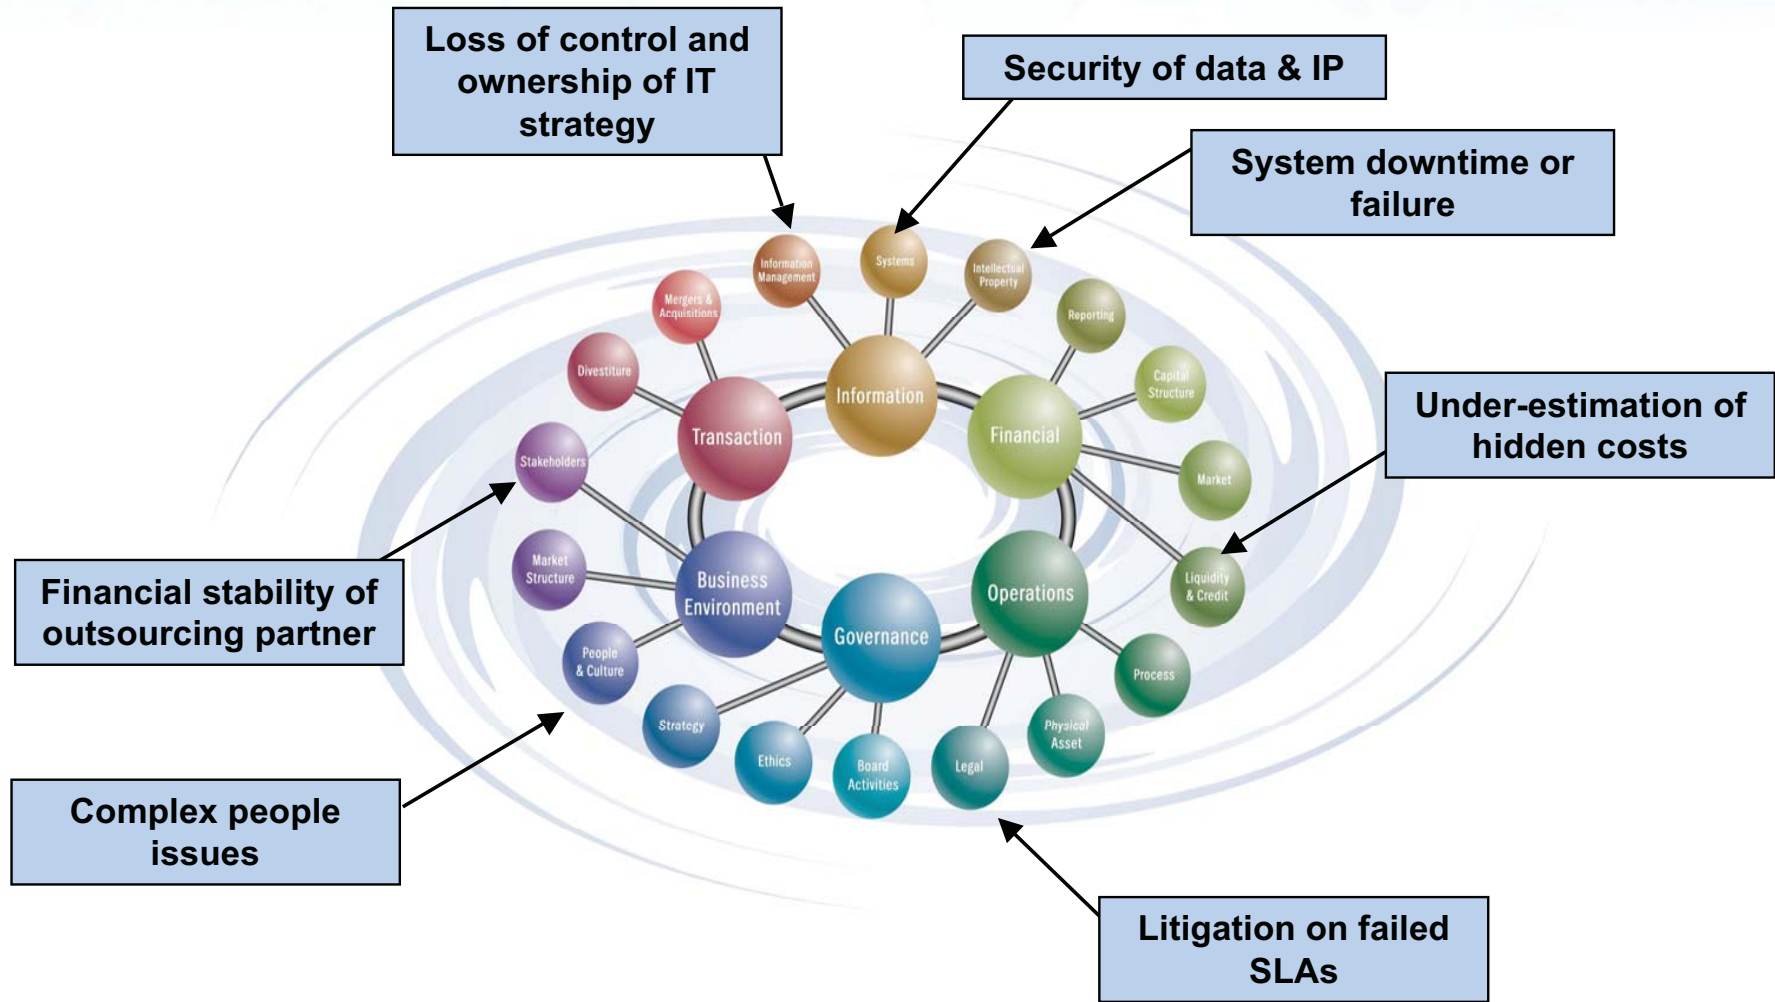 Loss of control and
ownership of IT
strategy
Security of data & IP
System downtime or
failure
Information
Management
Systems
Intellectual
Property
Mergers &
Acquisitions
Reporting
Divestiture
Capital
Structure
Information
Transaction
Financial
Under-estimation of
hidden costs
Stakeholders
Market
Market
Structure
Business
Environment
Operations
Liquidity
& Credit
Financial stability of
outsourcing partner
Governance
People
& Culture
Process
Strategy
Ethics
Board
Activities
Legal
Physical
Asset
Complex people
issues
Litigation on failed
SLAs